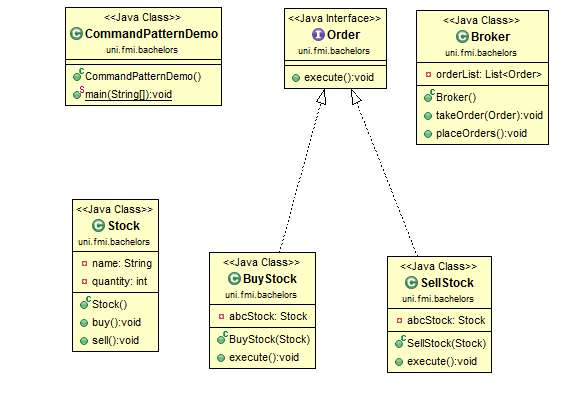 <<Java Class>>
CommandPatternDemo
uni.fmi.bachelors
CommandPatternDemo()
main(String[]):void
<<Java Interface>>
Order
uni.fmi.bachelors
execute():void
<<Java Class>>
Broker
uni.fmi.bachelors
orderList: List<Order>
Broker()
takeOrder(Order):void
placeOrders():void
<<Java Class>>
Stock
uni.fmi.bachelors
name: String
quantity: int
Stock()
buy():void
sell():void
<<Java Class>>
BuyStock
uni.fmi.bachelors
abcStock: Stock
BuyStock(Stock)
execute():void
<<Java Class>>
SellStock
uni.fmi.bachelors
abcStock: Stock
SellStock(Stock)
execute():void